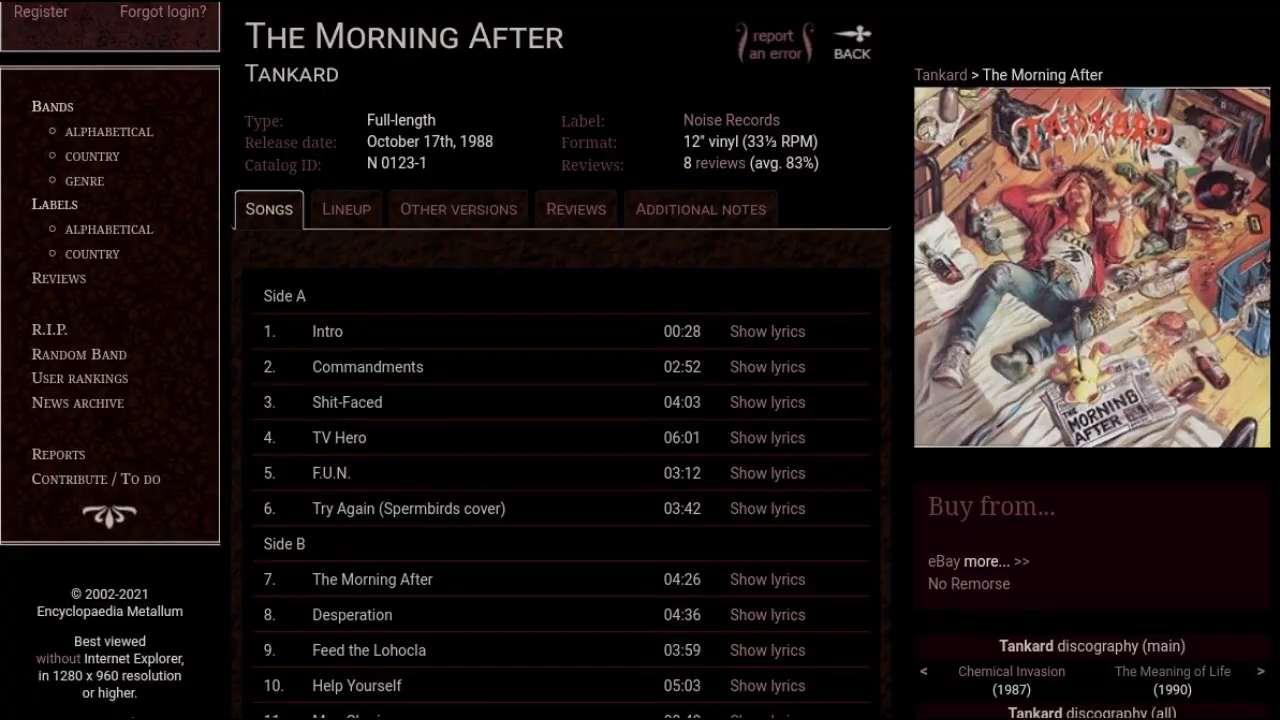 Register Forgot login?
BANDS
ALPHABETICAL
COUNTRY
GENRE
LABELS
ALPHABETICAL
COUNTRY
REVIEWS
R.I.P.
RANDOM BAND
USER RANKINGS
NEWS ARCHIVE
REPORTS
CONTRIBUTE / TO DO
© 2002-2021
Encyclopaedia Metallum
Best viewed
without Internet Explorer,
in 1280 x 960 resolution
or higher.
THE MORNING AFTER
TANKARD
report
an error
BACK
Type: Full-length
Release date: October 17th, 1988
Catalog ID: N 0123-1
Label: Noise Records
Format: 12" vinyl (33⅓ RPM)
Reviews: 8 reviews (avg. 83%)
SONGS LINEUP OTHER VERSIONS REVIEWS ADDITIONAL NOTES
Side A
1. Intro 00:28 Show lyrics
2. Commandments 02:52 Show lyrics
3. Shit-Faced 04:03 Show lyrics
4. TV Hero 06:01 Show lyrics
5. F.U.N. 03:12 Show lyrics
6. Try Again (Spermbirds cover) 03:42 Show lyrics
Side B
7. The Morning After 04:26 Show lyrics
8. Desperation 04:36 Show lyrics
9. Feed the Lohocla 03:59 Show lyrics
10. Help Yourself 05:03 Show lyrics
Tankard > The Morning After
TANKARD
THE
MORNING
AFTER
Buy from...
eBay more... >>
No Remorse
Tankard discography (main)
< Chemical Invasion The Meaning of Life >
(1987) (1990)
Tankard discography (all)